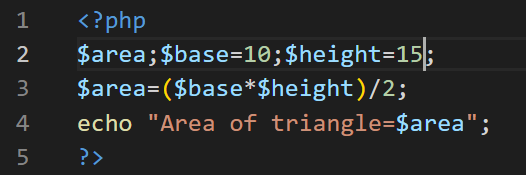 1 <?php
2 $area;$base=10;$height=15;
3 $area=($base*$height)/2;
4 echo "Area of triangle=$area";
5 ?>